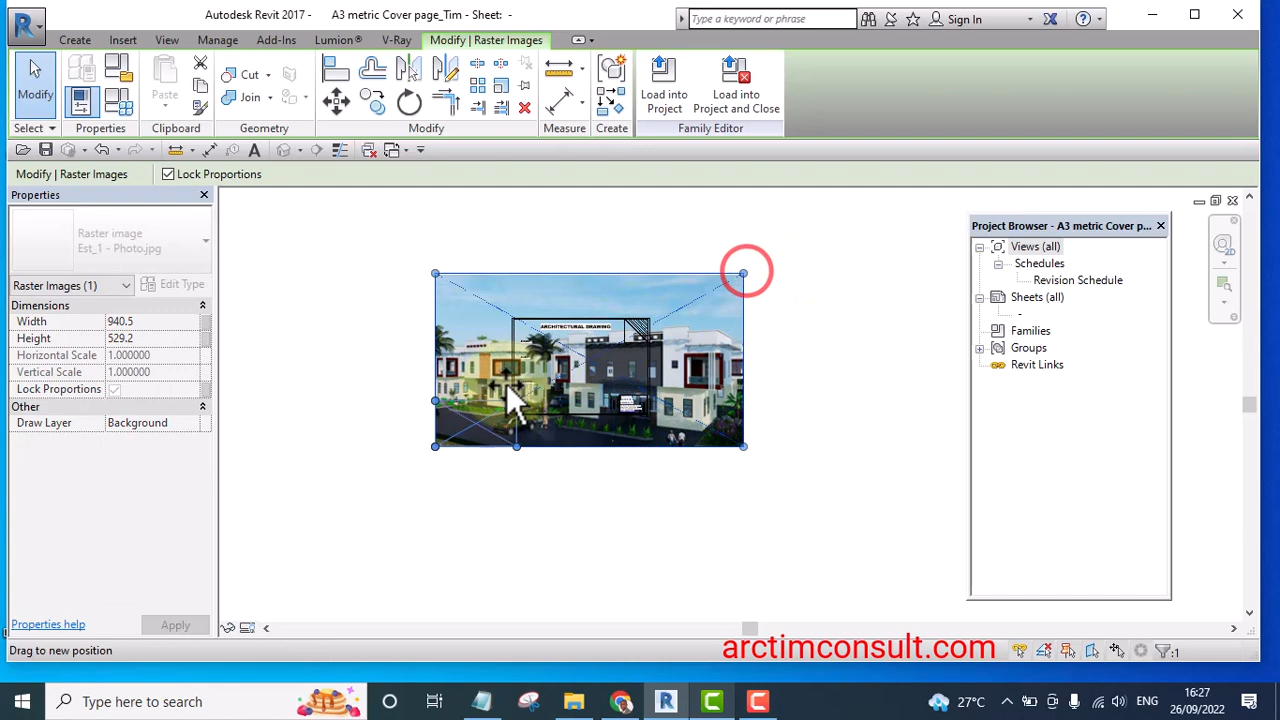 Autodesk Revit 2017 -    A3 metric Cover page_Tim - Sheet:  -
Type a keyword or phrase
Sign In
Create  Insert  View  Manage  Add-Ins  Lumion®  V-Ray  Modify | Raster Images
Modify
Paste
Cut
Join
Load into
Project
Load into
Project and Close
Select  Properties  Clipboard  Geometry  Modify  Measure  Create  Family Editor
Modify | Raster Images  Lock Proportions
Properties
Raster image
Est_1 - Photo.jpg
Raster Images (1)  Edit Type
Dimensions
Width  940.5
Height  529.2
Horizontal Scale  1.000000
Vertical Scale  1.000000
Lock Proportions
Other
Draw Layer  Background
Properties help  Apply
ARCHITECTURAL DRAWING
Project Browser - A3 metric Cover p...
Views (all)
Schedules
Revision Schedule
Sheets (all)
-
Families
Groups
Revit Links
2D
arctimconsult.com
Drag to new position
:1
Type here to search
27°C
ENG
16:27
26/09/2022